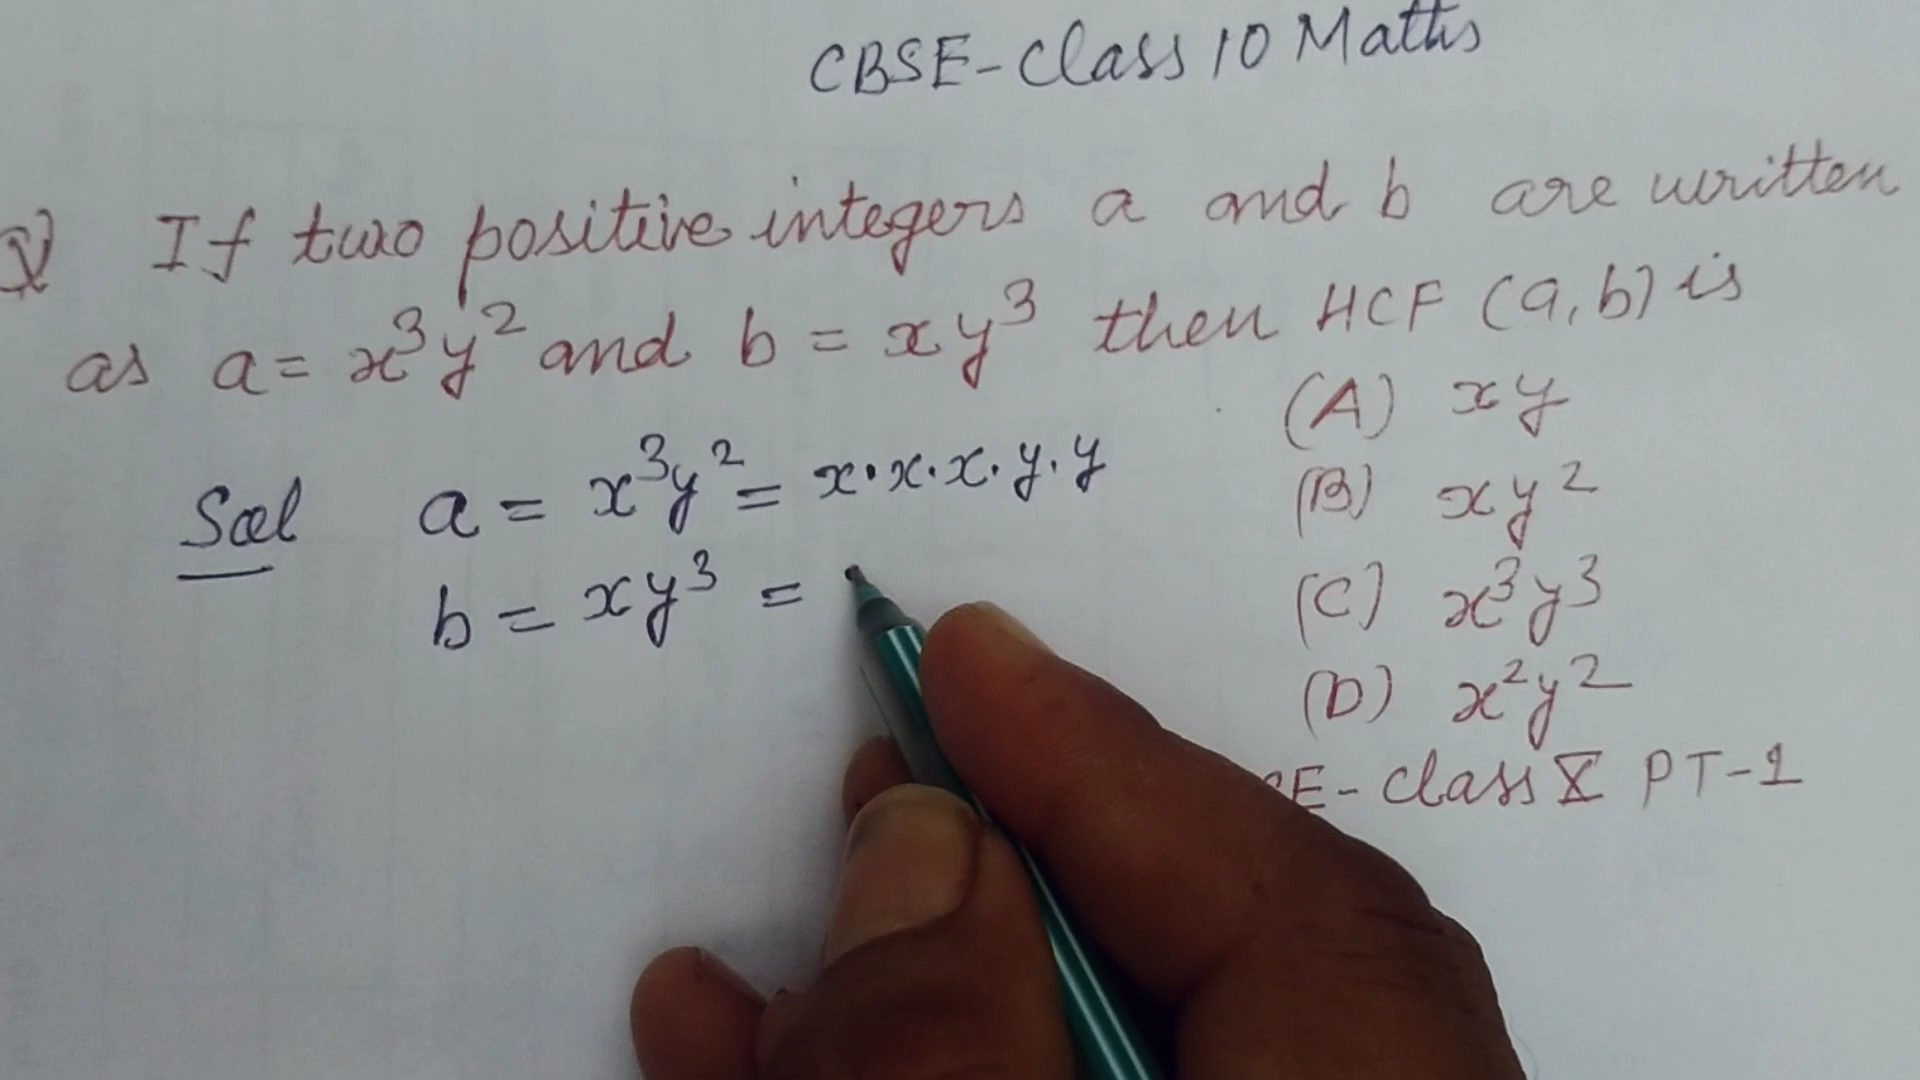 CBSE-Class 10 Maths
Q) If two positive integers a and b are written
as a = x³y² and b = xy³ then HCF (a,b) is
(A) xy
(B) xy²
(C) x³y³
(D) x²y²
Sol a = x³y² = x·x·x·y·y
b = xy³ =
E-Class X PT-1